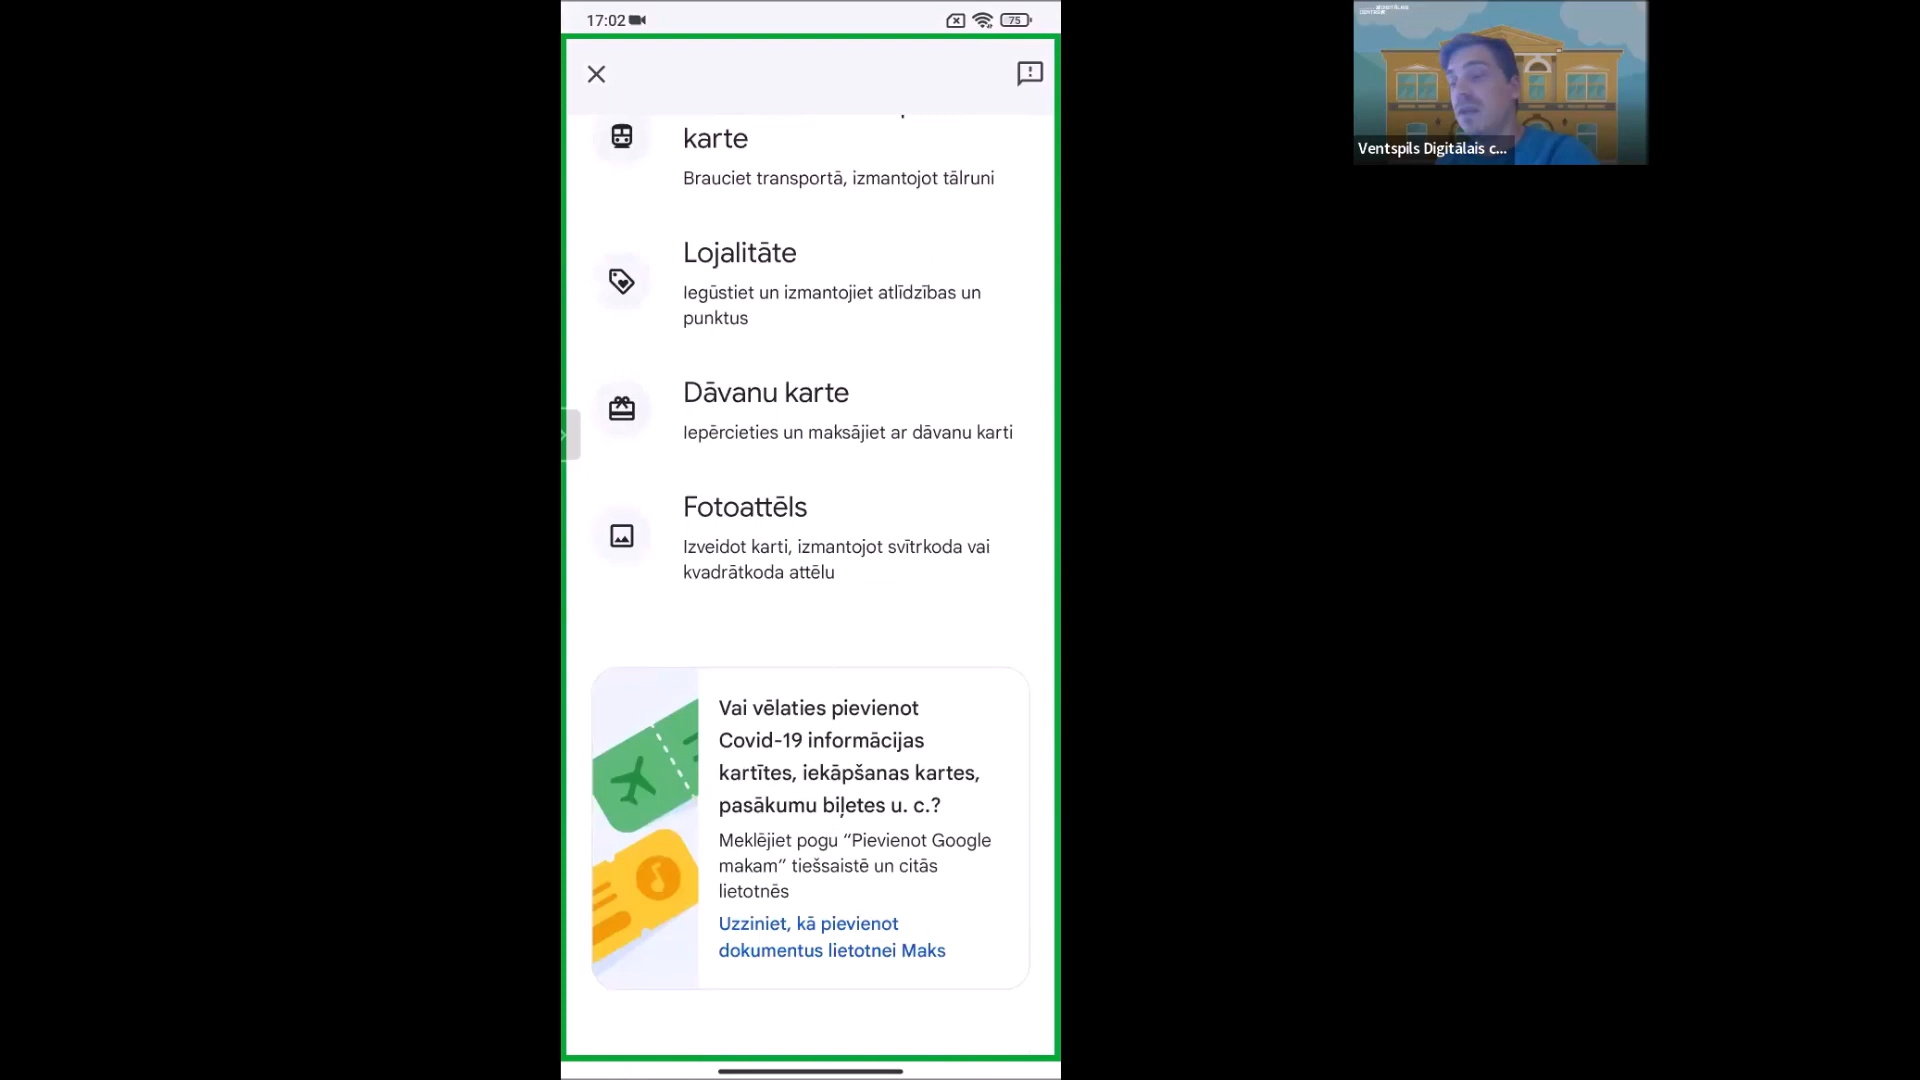 17:02
75
karte
Brauciet transportā, izmantojot tālruni
Lojalitāte
Iegūstiet un izmantojiet atlīdzības un
punktus
Dāvanu karte
Iepērcieties un maksājiet ar dāvanu karti
Fotoattēls
Izveidot karti, izmantojot svītrkoda vai
kvadrātkoda attēlu
Vai vēlaties pievienot
Covid-19 informācijas
kartītes, iekāpšanas kartes,
pasākumu biļetes u. c.?
Meklējiet pogu “Pievienot Google
makam” tiešsaistē un citās
lietotnēs
Uzziniet, kā pievienot
dokumentus lietotnei Maks
Ventspils Digitālais c...